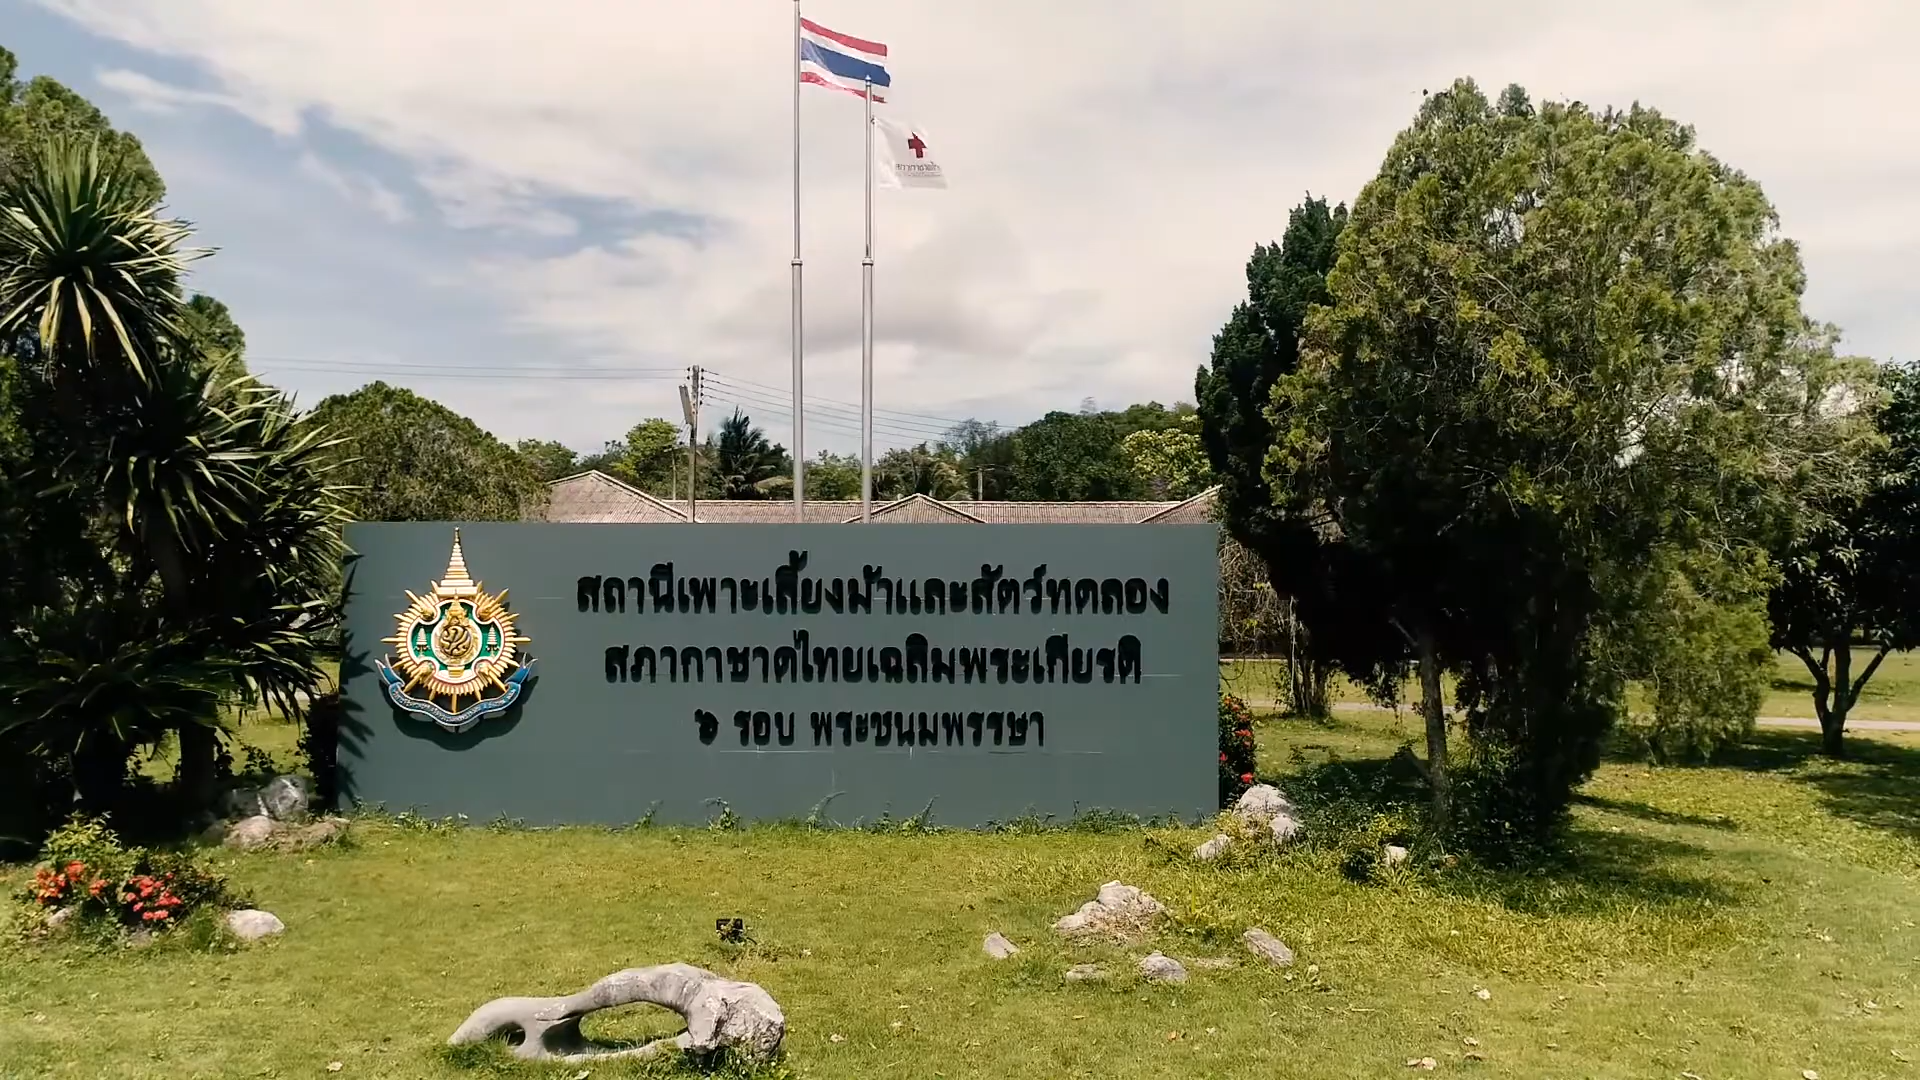 สถานีเพาะเลี้ยงม้าและสัตว์ทดลอง
สภากาชาดไทยเฉลิมพระเกียรติ
๖ รอบ พระชนมพรรษา